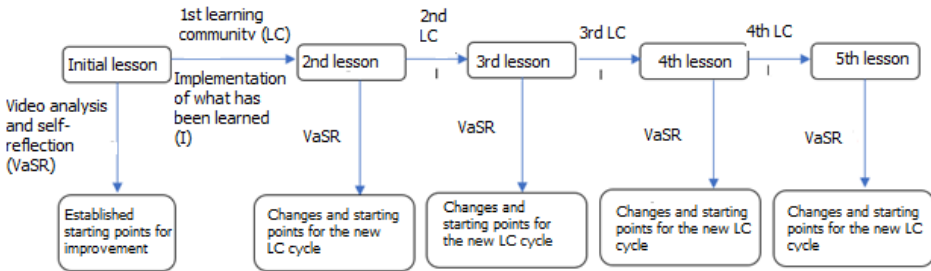 1st learning
community (LC)
2nd
LC
3rd LC
4th LC
Initial lesson
2nd lesson
3rd lesson
4th lesson
5th lesson
Implementation
of what has
been learned
(I)
I
I
I
Video analysis
and self-
reflection
(VaSR)
VaSR
VaSR
VaSR
VaSR
Established
starting points for
improvement
Changes and starting
points for the new
LC cycle
Changes and
starting points for
the new LC cycle
Changes and starting
points for the new LC
cycle
Changes and starting
points for the new LC
cycle